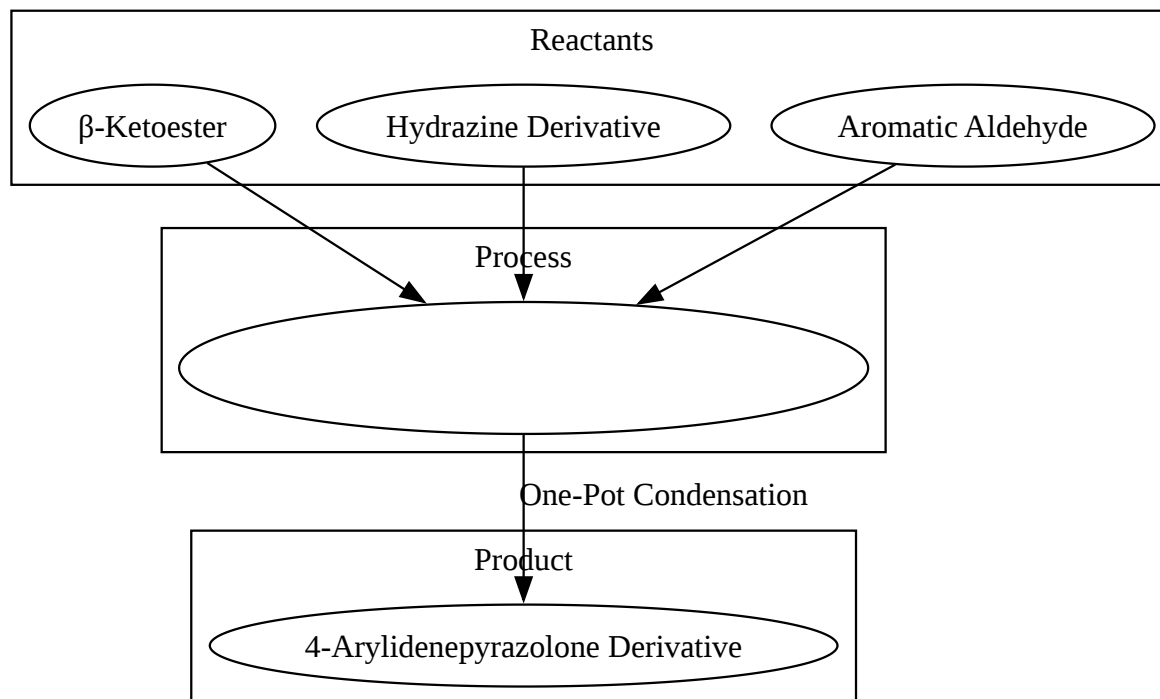 Reactants
β-Ketoester
Hydrazine Derivative
Aromatic Aldehyde
Process
One-Pot Condensation
Product
4-Arylidenepyrazolone Derivative